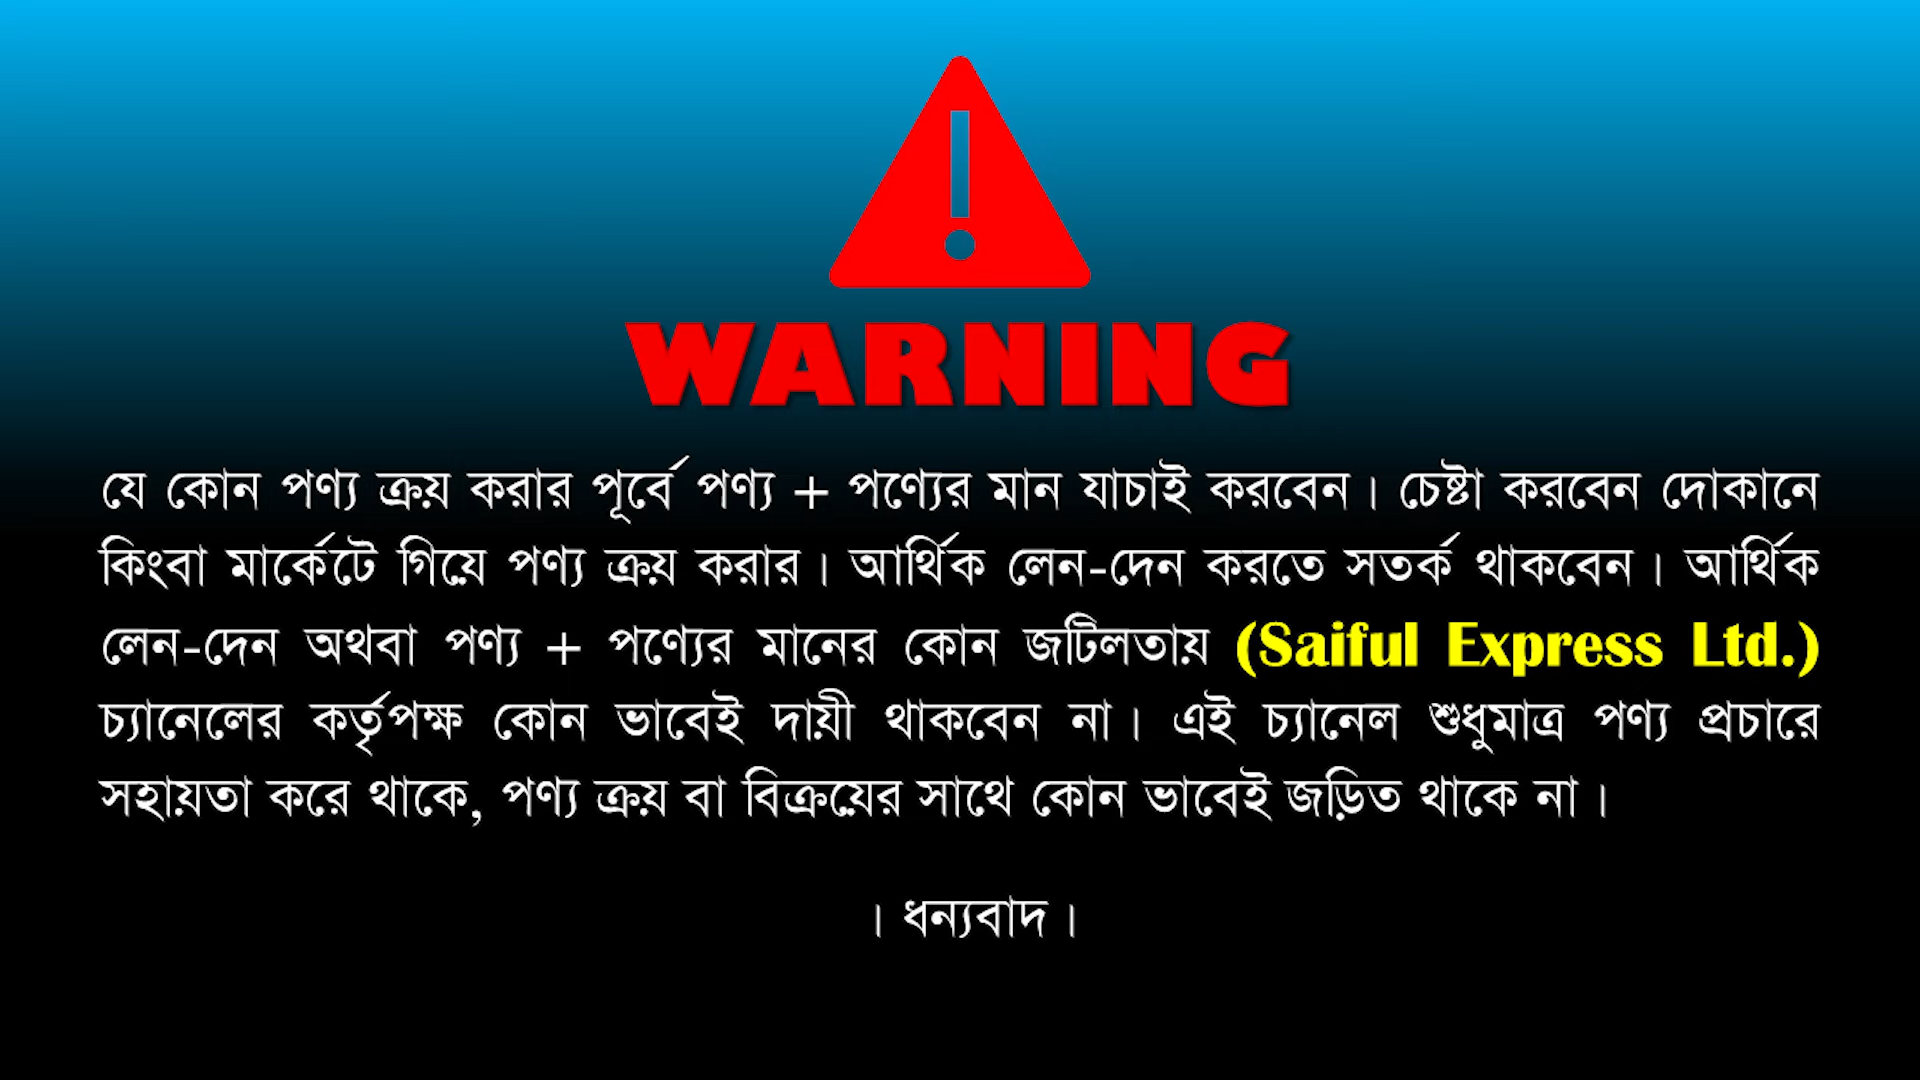 WARNING
যে কোন পণ্য ক্রয় করার পূর্বে পণ্য + পণ্যের মান যাচাই করবেন। চেষ্টা করবেন দোকানে
কিংবা মার্কেটে গিয়ে পণ্য ক্রয় করার। আর্থিক লেন-দেন করতে সতর্ক থাকবেন। আর্থিক
লেন-দেন অথবা পণ্য + পণ্যের মানের কোন জটিলতায় (Saiful Express Ltd.)
চ্যানেলের কর্তৃপক্ষ কোন ভাবেই দায়ী থাকবেন না। এই চ্যানেল শুধুমাত্র পণ্য প্রচারে
সহায়তা করে থাকে, পণ্য ক্রয় বা বিক্রয়ের সাথে কোন ভাবেই জড়িত থাকে না।
। ধন্যবাদ।